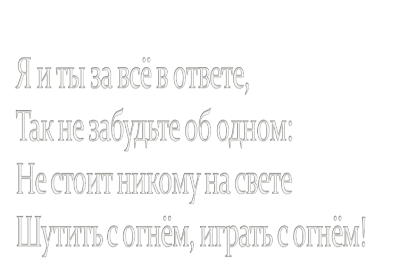 Я и ты за всё в ответе,
Так не забудьте об одном:
Не стоит никому на свете
Шутить с огнём, играть с огнём!